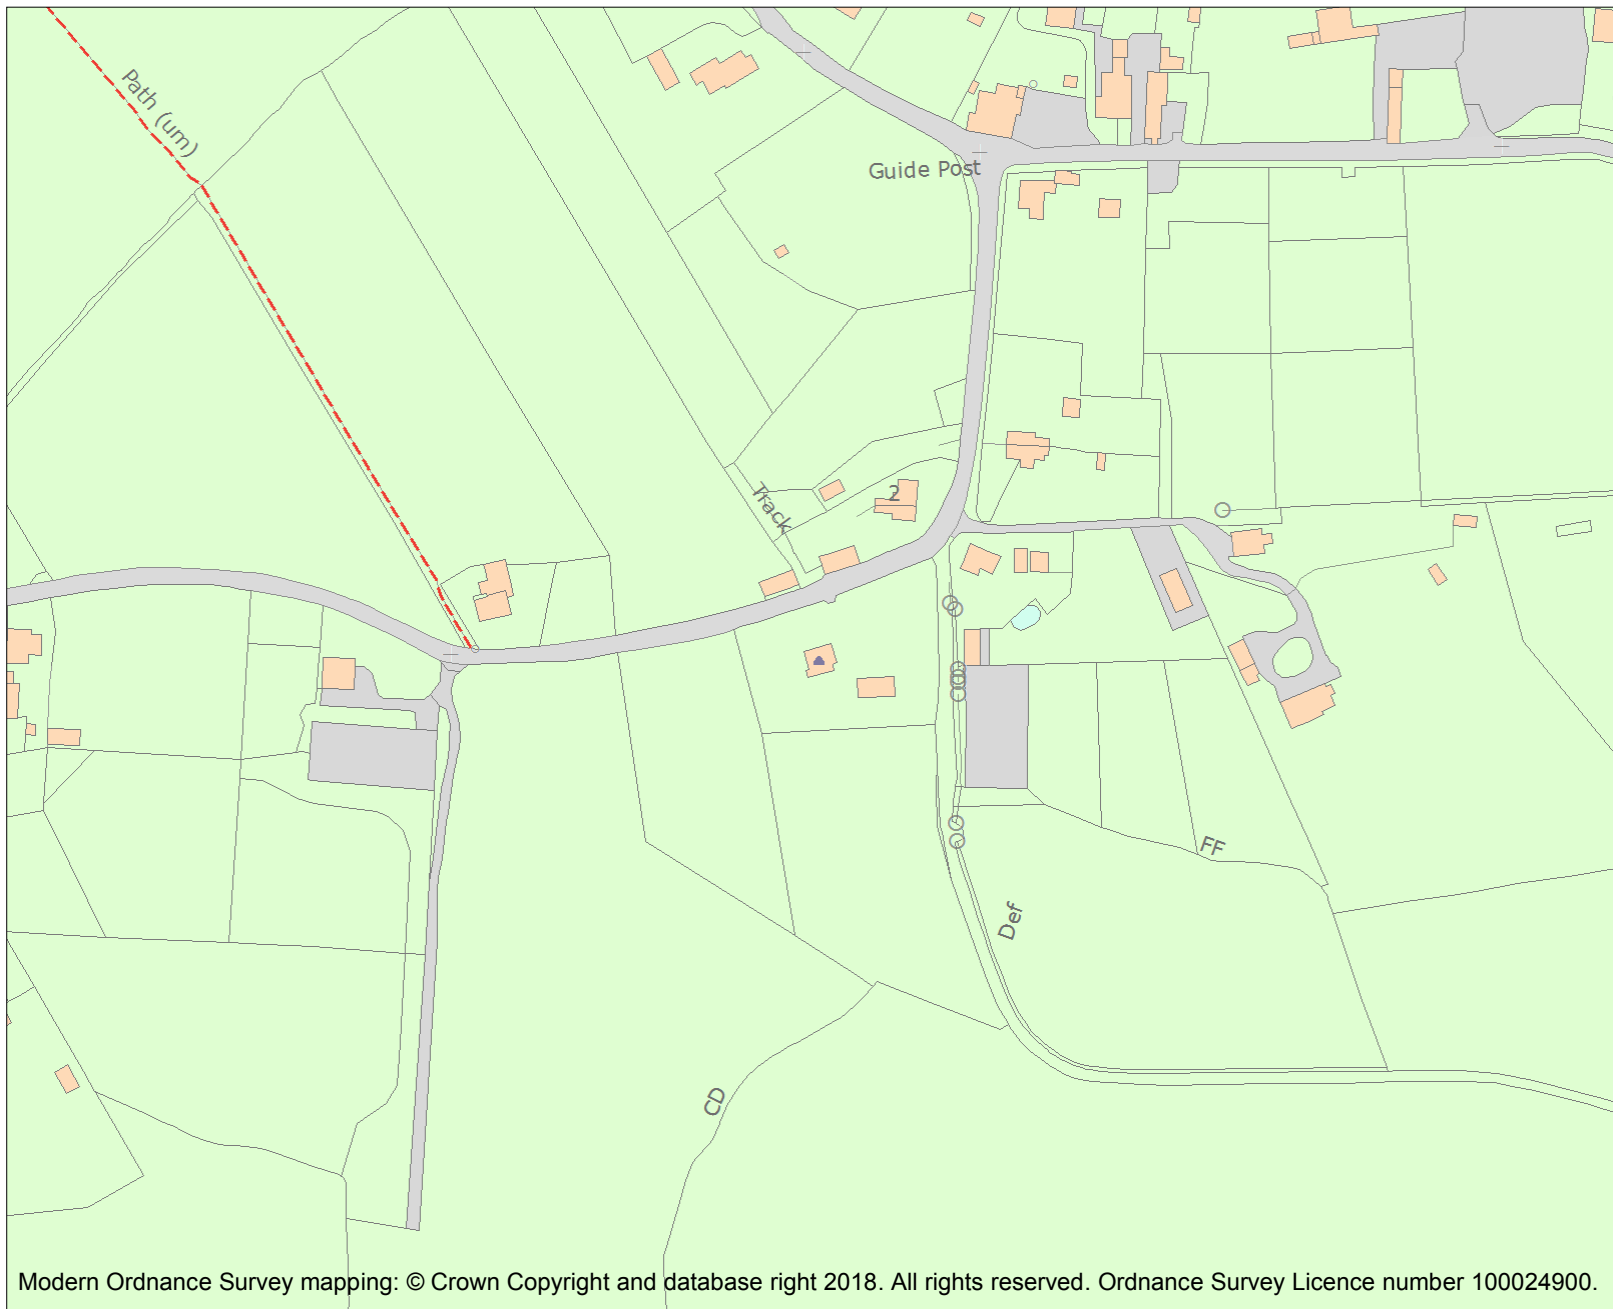 Path (um)
Guide Post
2
Track
FF
Def
CD
Modern Ordnance Survey mapping: © Crown Copyright and database right 2018. All rights reserved. Ordnance Survey Licence number 100024900.